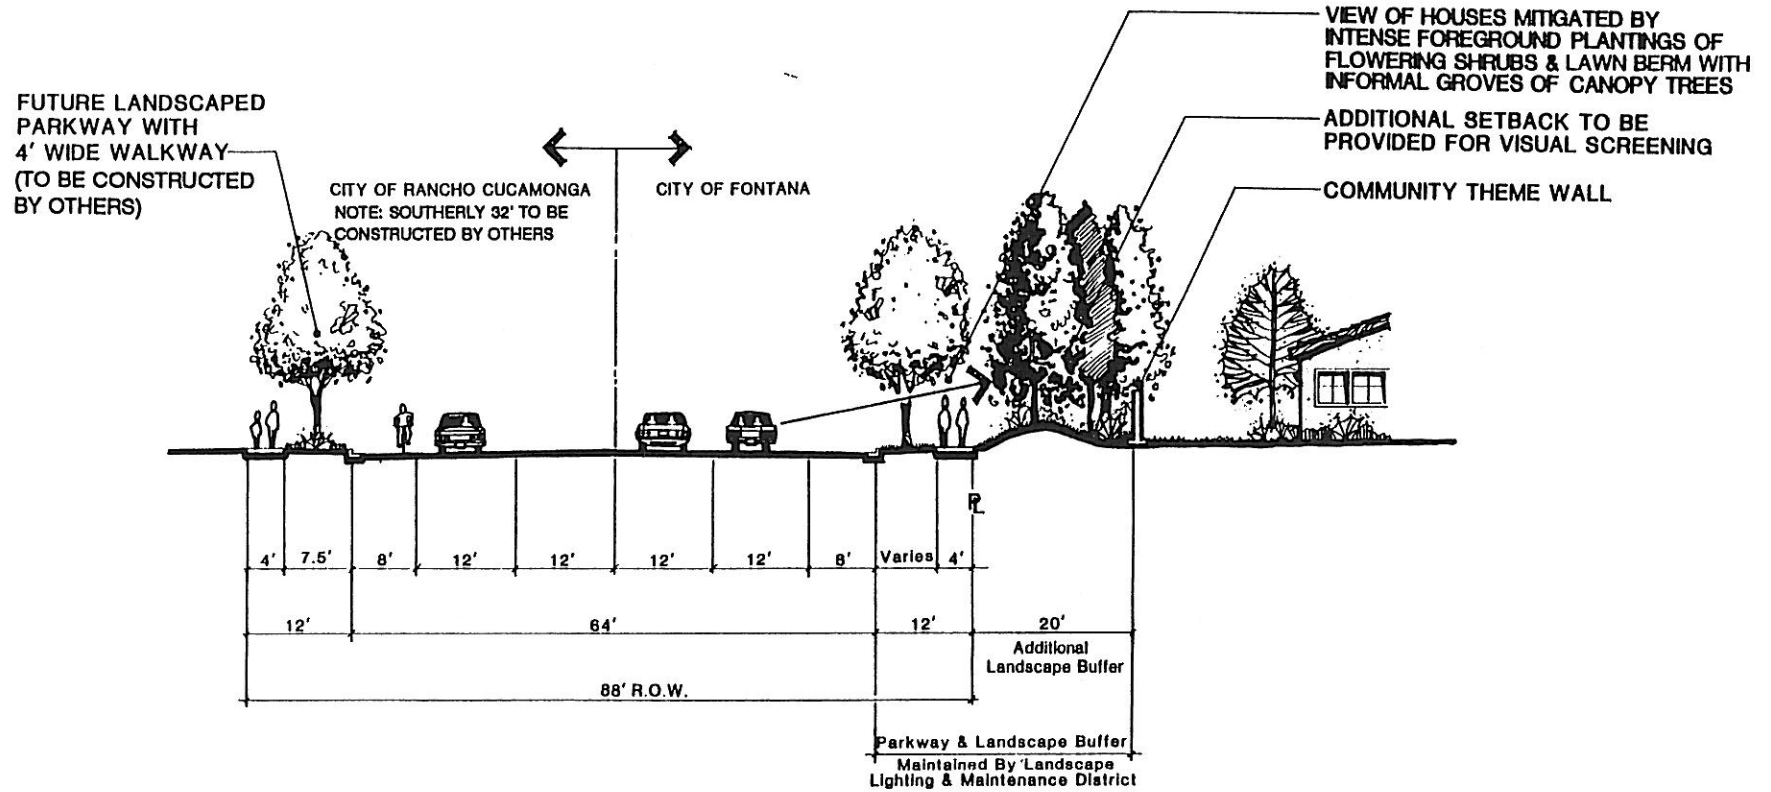 VIEW OF HOUSES MITIGATED BY
INTENSE FOREGROUND PLANTINGS OF
FLOWERING SHRUBS & LAWN BERM WITH
INFORMAL GROVES OF CANOPY TREES
ADDITIONAL SETBACK TO BE
PROVIDED FOR VISUAL SCREENING
COMMUNITY THEME WALL
FUTURE LANDSCAPED
PARKWAY WITH
4' WIDE WALKWAY
(TO BE CONSTRUCTED
BY OTHERS)
CITY OF RANCHO CUCAMONGA
NOTE: SOUTHERLY 32' TO BE
CONSTRUCTED BY OTHERS
CITY OF FONTANA
PL
4' 7.5' 8' 12' 12' 12' 12' 8' Varies 4'
12' 64' 12' 20'
Additional
Landscape Buffer
88' R.O.W.
Parkway & Landscape Buffer
Maintained By Landscape
Lighting & Maintenance District